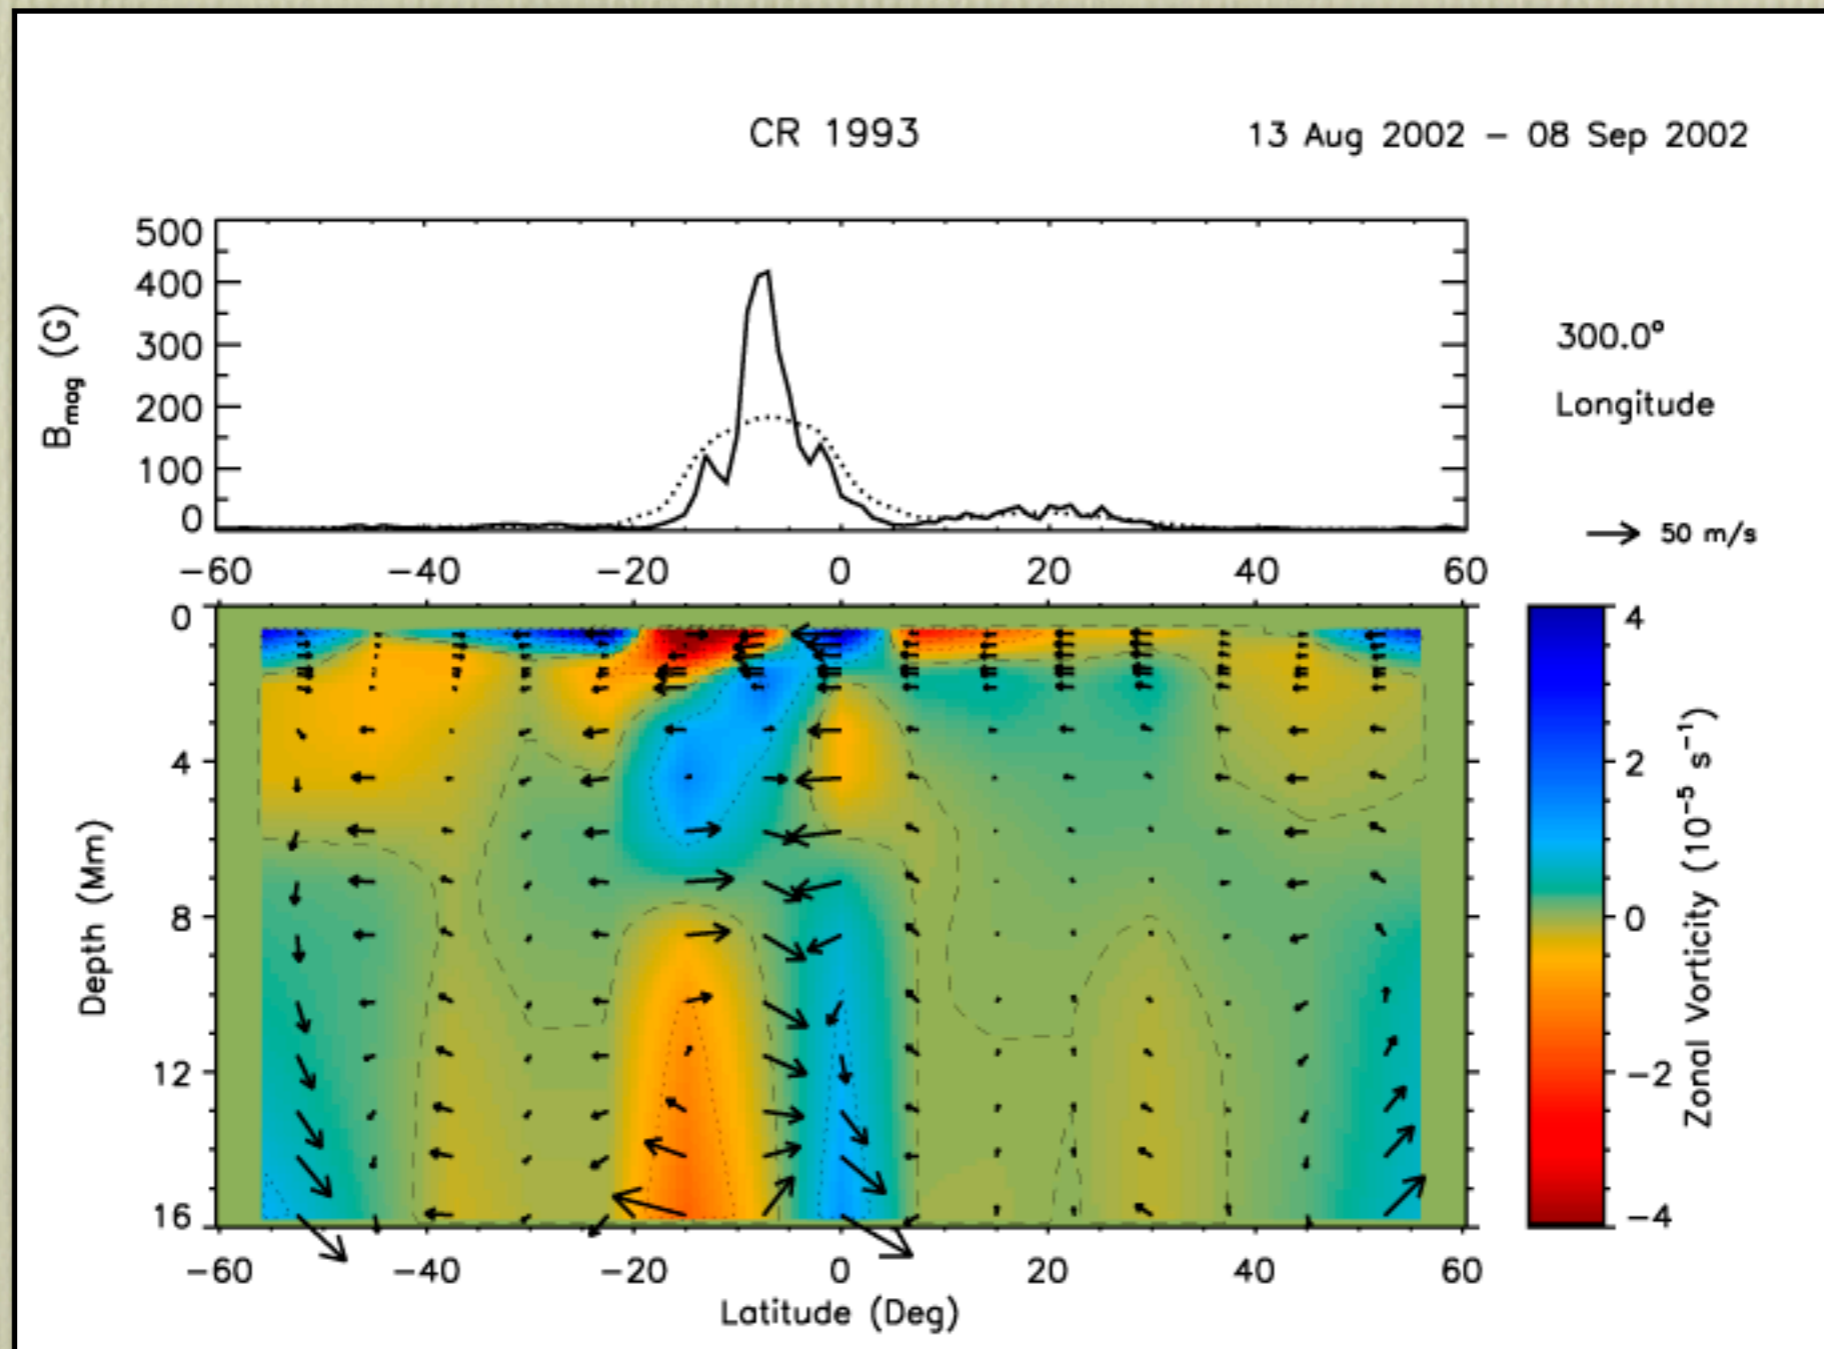 CR 1993
13 Aug 2002 – 08 Sep 2002
500
400
300
200
100
0
B_mag (G)
300.0°
Longitude
50 m/s
−60 −40 −20 0 20 40 60
0
4
8
12
16
Depth (Mm)
−60 −40 −20 0 20 40 60
Latitude (Deg)
4
2
0
−2
−4
Zonal Vorticity (10⁻⁵ s⁻¹)